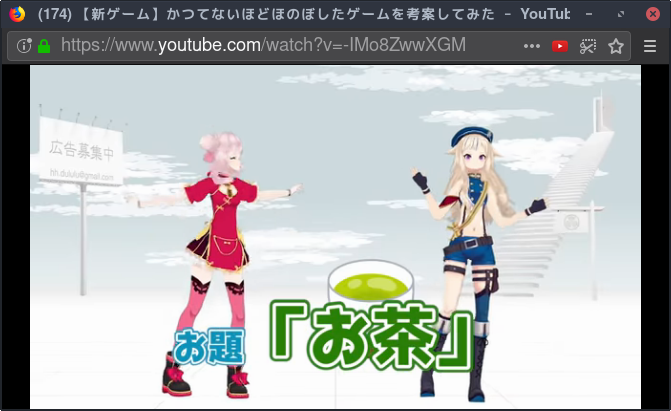 (174) 【新ゲーム】かつてないほどほのぼしたゲームを考案してみた - YouTub
https://www.youtube.com/watch?v=-IMo8ZwwXGM
広告募集中
hh.dululu@gmail.com
お題「お茶」